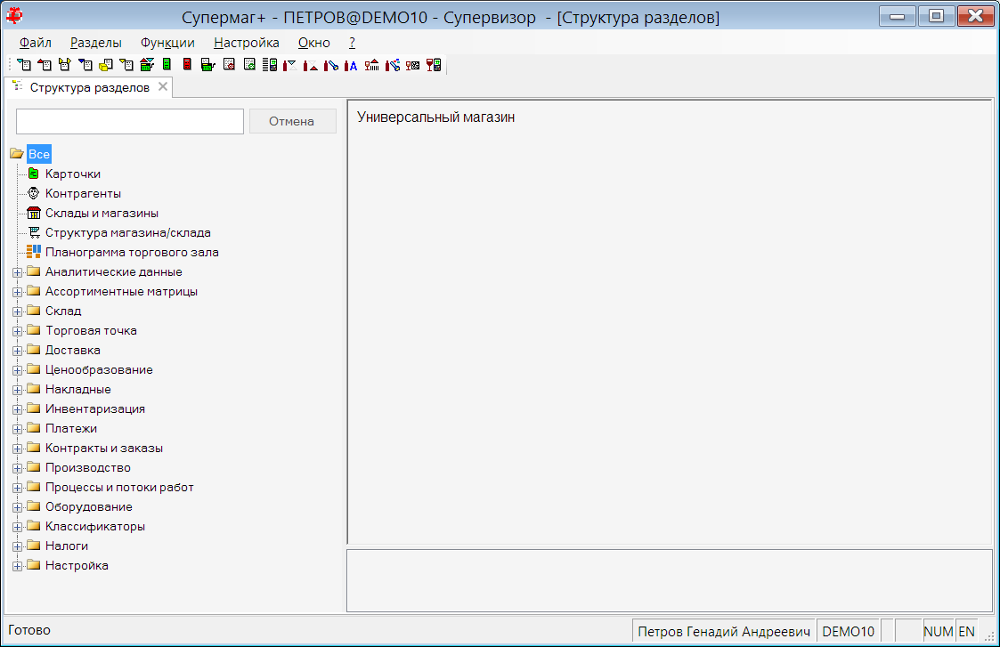 Супермаг+ - ПЕТРОВ@DEMO10 - Супервизор - [Структура разделов]
Файл Разделы Функции Настройка Окно ?
Структура разделов
Отмена
Универсальный магазин
Все
Карточки
Контрагенты
Склады и магазины
Структура магазина/склада
Планограмма торгового зала
Аналитические данные
Ассортиментные матрицы
Склад
Торговая точка
Доставка
Ценообразование
Накладные
Инвентаризация
Платежи
Контракты и заказы
Производство
Процессы и потоки работ
Оборудование
Классификаторы
Налоги
Настройка
Готово Петров Генадий Андреевич DEMO10 NUM EN